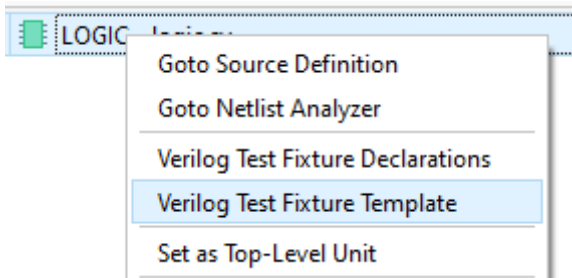 LOGIC
Goto Source Definition
Goto Netlist Analyzer
Verilog Test Fixture Declarations
Verilog Test Fixture Template
Set as Top-Level Unit